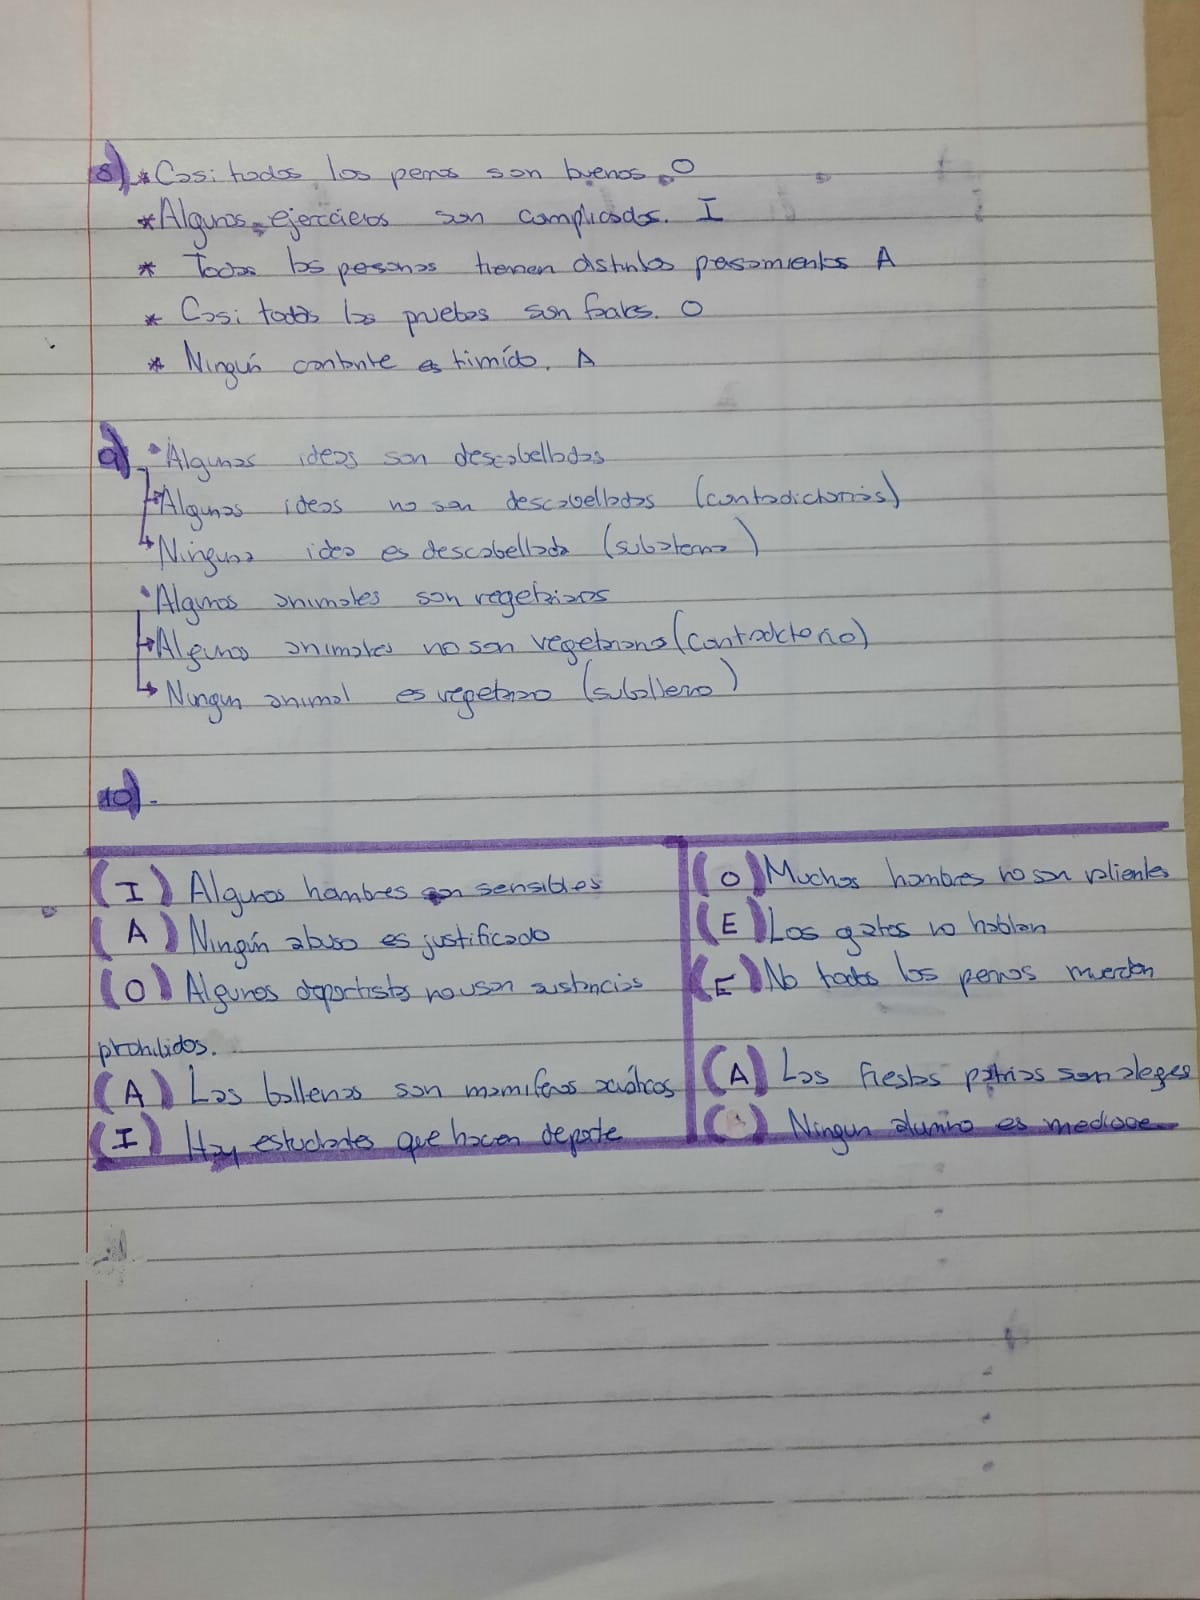 8) * Casi todos los perros son buenos. O
* Algunos ejercicios son complicados. I
* Todas las personas tienen distintos pensamientos A
* Casi todas las pruebas son foales. O
* Ningún cantante es timído. A
9) • Algunas ideas son descabelladas
Algunas ideas no son descabelladas (contradictorias)
Ninguna idea es descabellada (subalterna)
• Algunos animales son vegetarianos
Algunos animales no son vegetarianos (contradictorio)
Ningun animal es vegetariano (subalterno)
10).-
(I) Algunos hombres son sensibles
(A) Ningún abuso es justificado
(O) Algunos deportistas no usan sustancias
prohibidos.
(A) Las ballenas son mamiferos acuáticos
(I) Hay estudiantes que hacen deporte
(O) Muchos hombres no son valientes
(E) Los gatos no hablan
(E) No todos los perros muerden
(A) Las fiestas patrias son alegres
( ) Ningun alumno es mediocre